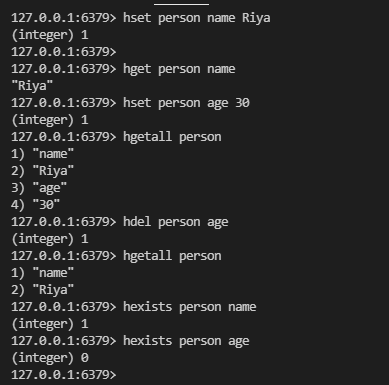 127.0.0.1:6379> hset person name Riya
(integer) 1
127.0.0.1:6379>
127.0.0.1:6379> hget person name
"Riya"
127.0.0.1:6379> hset person age 30
(integer) 1
127.0.0.1:6379> hgetall person
1) "name"
2) "Riya"
3) "age"
4) "30"
127.0.0.1:6379> hdel person age
(integer) 1
127.0.0.1:6379> hgetall person
1) "name"
2) "Riya"
127.0.0.1:6379> hexists person name
(integer) 1
127.0.0.1:6379> hexists person age
(integer) 0
127.0.0.1:6379>